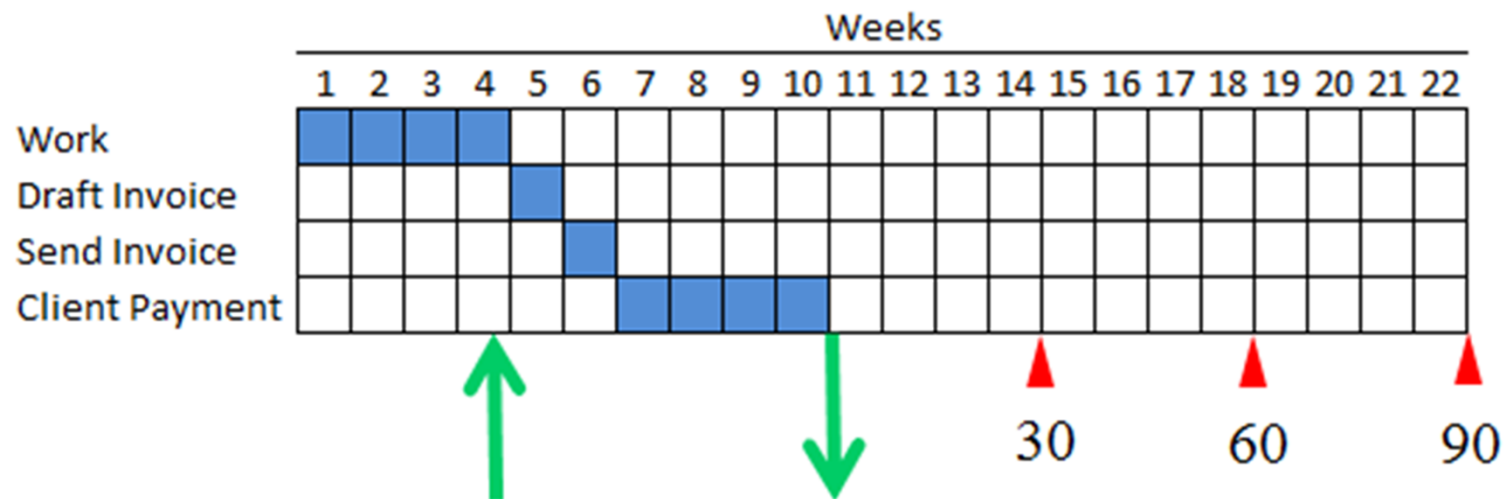 Weeks
1 2 3 4 5 6 7 8 9 10 11 12 13 14 15 16 17 18 19 20 21 22
Work
Draft Invoice
Send Invoice
Client Payment
30 60 90